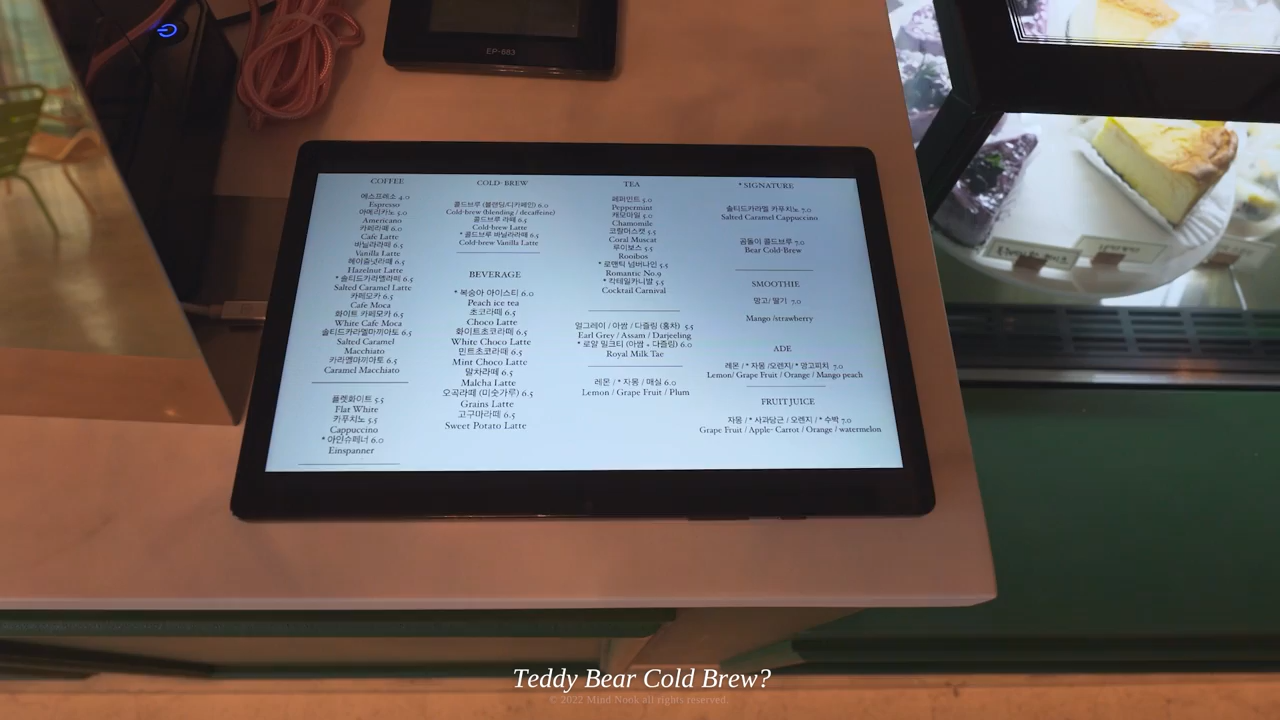 EP-683
COFFEE
에스프레소 4.0
Espresso
아메리카노 5.0
Americano
카페라떼 6.0
Cafe Latte
바닐라라떼 6.5
Vanilla Latte
헤이즐넛라떼 6.5
Hazelnut Latte
* 솔티드카라멜라떼 6.5
Salted Caramel Latte
카페모카 6.5
Cafe Moca
화이트 카페모카 6.5
White Cafe Moca
솔티드카라멜마끼아또 6.5
Salted Caramel
Macchiato
카라멜마끼아또 6.5
Caramel Macchiato
플랫화이트 5.5
Flat White
카푸치노 5.5
Cappuccino
* 아인슈페너 6.0
Einspanner
COLD- BREW
콜드브루 (블렌딩/디카페인) 6.0
Cold-brew (blending / decaffeine)
콜드브루 라떼 6.5
Cold-brew Latte
* 콜드브루 바닐라라떼 6.5
Cold-brew Vanilla Latte
BEVERAGE
* 복숭아 아이스티 6.0
Peach ice tea
초코라떼 6.5
Choco Latte
화이트초코라떼 6.5
White Choco Latte
민트초코라떼 6.5
Mint Choco Latte
말차라떼 6.5
Malcha Latte
오곡라떼 (미숫가루) 6.5
Grains Latte
고구마라떼 6.5
Sweet Potato Latte
TEA
페퍼민트 5.0
Peppermint
캐모마일 5.0
Chamomile
코랄머스캣 5.5
Coral Muscat
루이보스 5.5
Rooibos
* 로맨틱 넘버나인 5.5
Romantic No.9
* 칵테일카니발 5.5
Cocktail Carnival
얼그레이 / 아쌈 / 다즐링 (홍차) 5.5
Earl Grey / Assam / Darjeeling
* 로얄 밀크티 (아쌈 + 다즐링) 6.0
Royal Milk Tae
레몬 / * 자몽 / 매실 6.0
Lemon / Grape Fruit / Plum
* SIGNATURE
솔티드카라멜 카푸치노 7.0
Salted Caramel Cappuccino
곰돌이 콜드브루 7.0
Bear Cold-Brew
SMOOTHIE
망고/ 딸기 7.0
Mango /strawberry
ADE
레몬 / * 자몽 /오렌지/ * 망고피치 7.0
Lemon/ Grape Fruit / Orange / Mango peach
FRUIT JUICE
자몽 / * 사과당근 / 오렌지 / * 수박 7.0
Grape Fruit / Apple- Carrot / Orange / watermelon
Teddy Bear Cold Brew?
© 2022 Mind Nook all rights reserved.